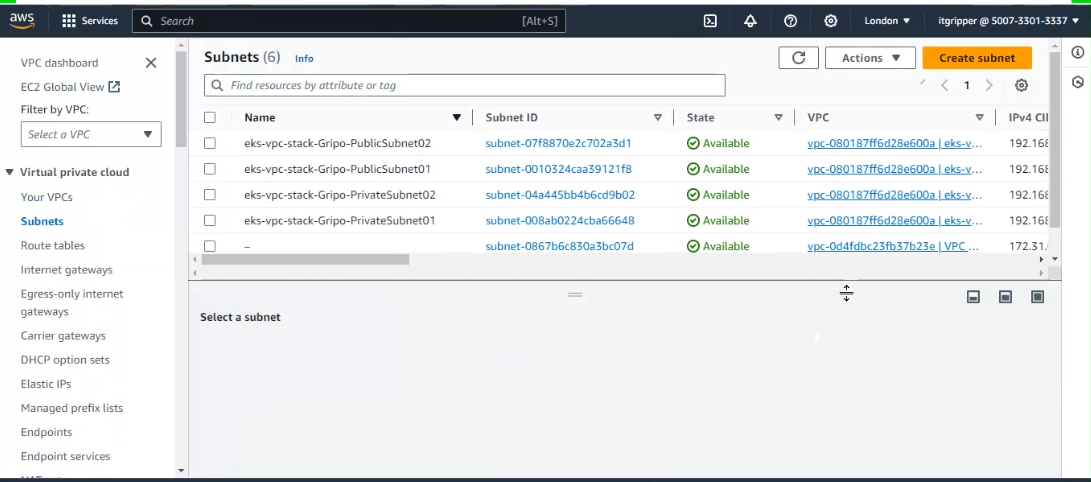 aws Services Search [Alt+S] London itgripper @ 5007-3301-3337
VPC dashboard
EC2 Global View
Filter by VPC:
Select a VPC
Virtual private cloud
Your VPCs
Subnets
Route tables
Internet gateways
Egress-only internet
gateways
Carrier gateways
DHCP option sets
Elastic IPs
Managed prefix lists
Endpoints
Endpoint services
Subnets (6) Info
Actions Create subnet
Find resources by attribute or tag
1
Name Subnet ID State VPC IPv4
eks-vpc-stack-Gripo-PublicSubnet02 subnet-07f8870e2c702a3d1 Available vpc-080187ff6d28e600a | eks-v... 192.168
eks-vpc-stack-Gripo-PublicSubnet01 subnet-0010324caa39121f8 Available vpc-080187ff6d28e600a | eks-v... 192.168
eks-vpc-stack-Gripo-PrivateSubnet02 subnet-04a445bb4b6cd9b02 Available vpc-080187ff6d28e600a | eks-v... 192.168
eks-vpc-stack-Gripo-PrivateSubnet01 subnet-008ab0224cba66648 Available vpc-080187ff6d28e600a | eks-v... 192.168
– subnet-0867b6c830a3bc07d Available vpc-0d4fdbc23fb37b23e | VPC ... 172.31.
Select a subnet